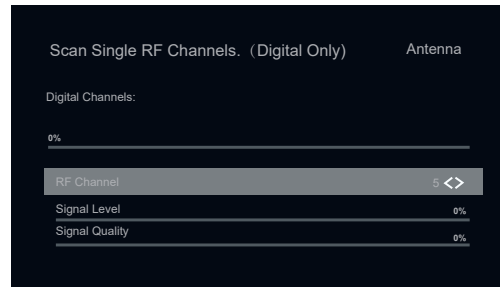 Scan Single RF Channels.（Digital Only) Antenna
Digital Channels:
0%
RF Channel 5 <>
Signal Level 0%
Signal Quality 0%